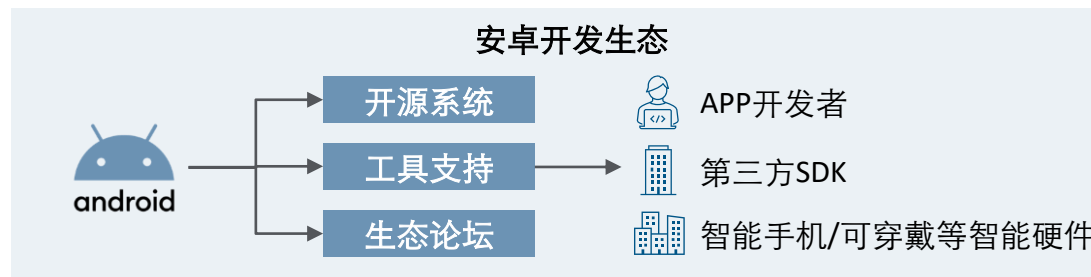 安卓开发生态
android
开源系统
工具支持
生态论坛
</>
APP开发者
第三方SDK
智能手机/可穿戴等智能硬件